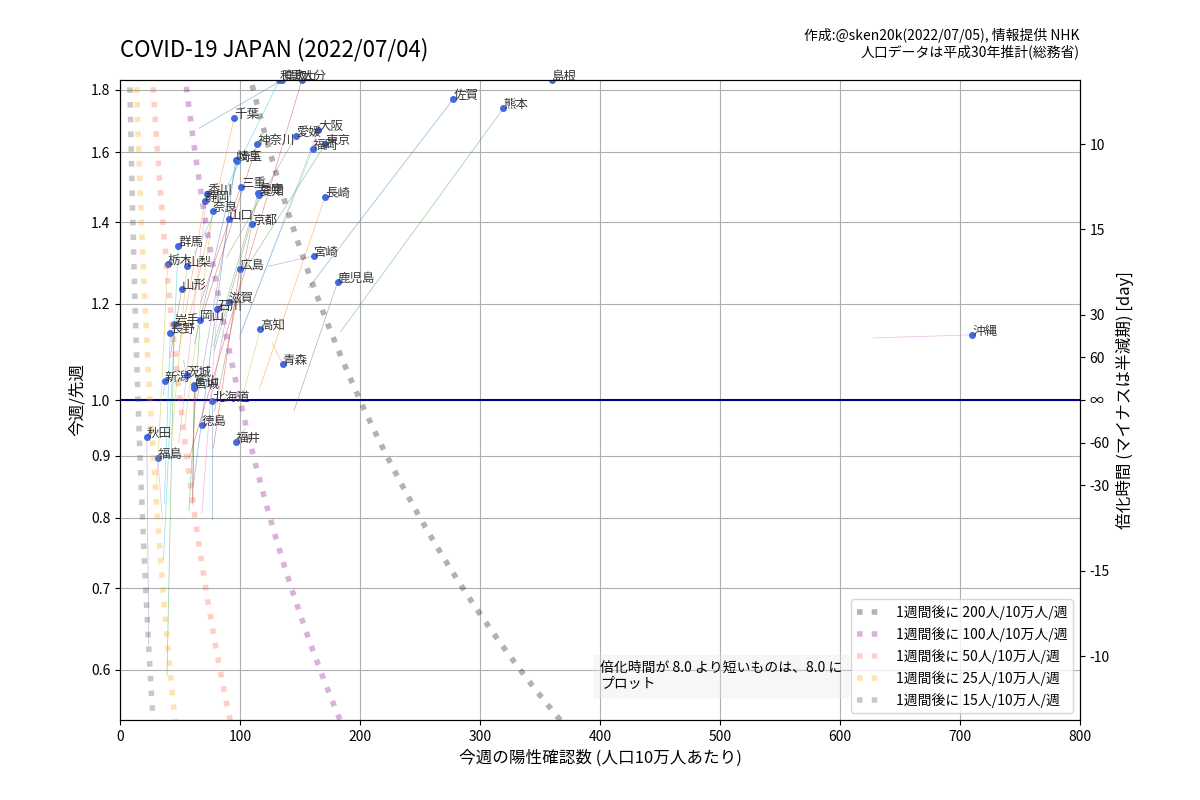 COVID-19 JAPAN (2022/07/04)
作成:@sken20k(2022/07/05), 情報提供 NHK
人口データは平成30年推計(総務省)
島根
佐賀
熊本
千葉
大阪
愛媛
東京
神奈川
福岡
三重
長崎
香川
静岡
奈良
山口
京都
群馬
宮崎
栃木
山梨
広島
鹿児島
山形
滋賀
石川
岡山
岩手
長野
高知
沖縄
青森
茨城
新潟
宮城
北海道
徳島
秋田
福井
福島
1.8
1.6
1.4
1.2
1.0
0.9
0.8
0.7
0.6
今週/先週
10
15
30
60
∞
-60
-30
-15
-10
倍化時間 (マイナスは半減期) [day]
倍化時間が 8.0 より短いものは、8.0 に
プロット
1週間後に 200人/10万人/週
1週間後に 100人/10万人/週
1週間後に 50人/10万人/週
1週間後に 25人/10万人/週
1週間後に 15人/10万人/週
0 100 200 300 400 500 600 700 800
今週の陽性確認数 (人口10万人あたり)